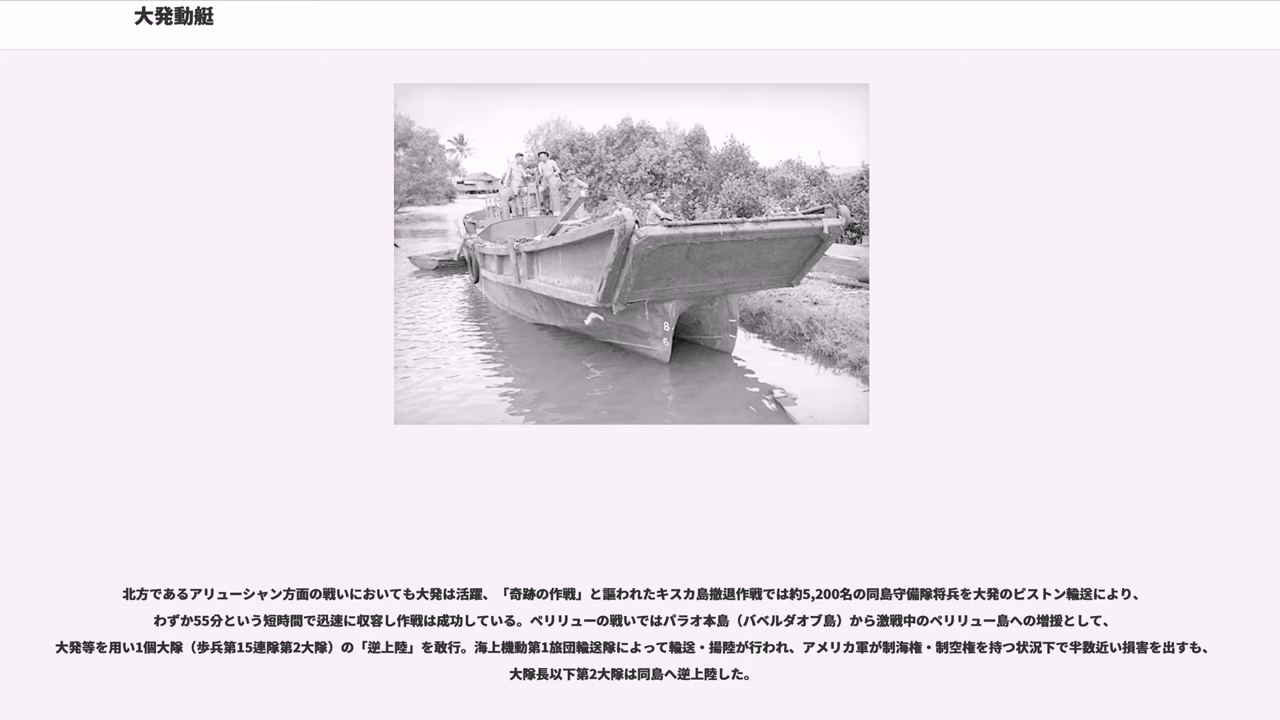 大発動艇
8
6
北方であるアリューシャン方面の戦いにおいても大発は活躍、「奇跡の作戦」と謳われたキスカ島撤退作戦では約5,200名の同島守備隊将兵を大発のピストン輸送により、
わずか55分という短時間で迅速に収容し作戦は成功している。ペリリューの戦いではパラオ本島（バベルダオブ島）から激戦中のペリリュー島への増援として、
大発等を用い1個大隊（歩兵第15連隊第2大隊）の「逆上陸」を敢行。海上機動第1旅団輸送隊によって輸送・揚陸が行われ、アメリカ軍が制海権・制空権を持つ状況下で半数近い損害を出すも、
大隊長以下第2大隊は同島へ逆上陸した。